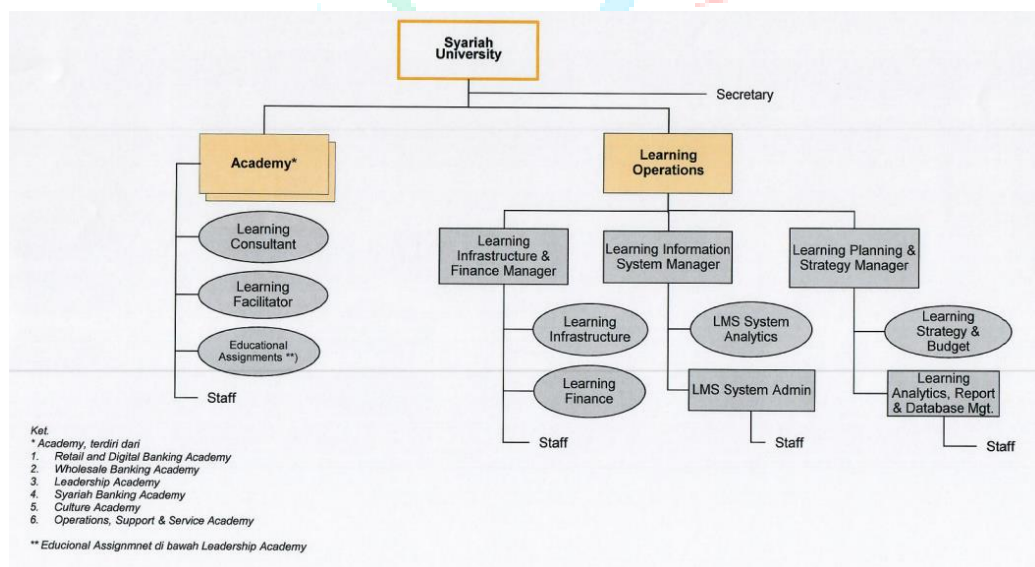 Syariah
University
Secretary
Academy*
Learning
Operations
Learning
Consultant
Learning
Facilitator
Educational
Assignments **)
Staff
Learning
Infrastructure &
Finance Manager
Learning
Infrastructure
Learning
Finance
Staff
Learning Information
System Manager
LMS System
Analytics
LMS System Admin
Staff
Learning Planning &
Strategy Manager
Learning
Strategy &
Budget
Learning
Analytics, Report
& Database Mgt.
Staff
Ket.
* Academy, terdiri dari
1. Retail and Digital Banking Academy
2. Wholesale Banking Academy
3. Leadership Academy
4. Syariah Banking Academy
5. Culture Academy
6. Operations, Support & Service Academy
** Educional Assignmnet di bawah Leadership Academy